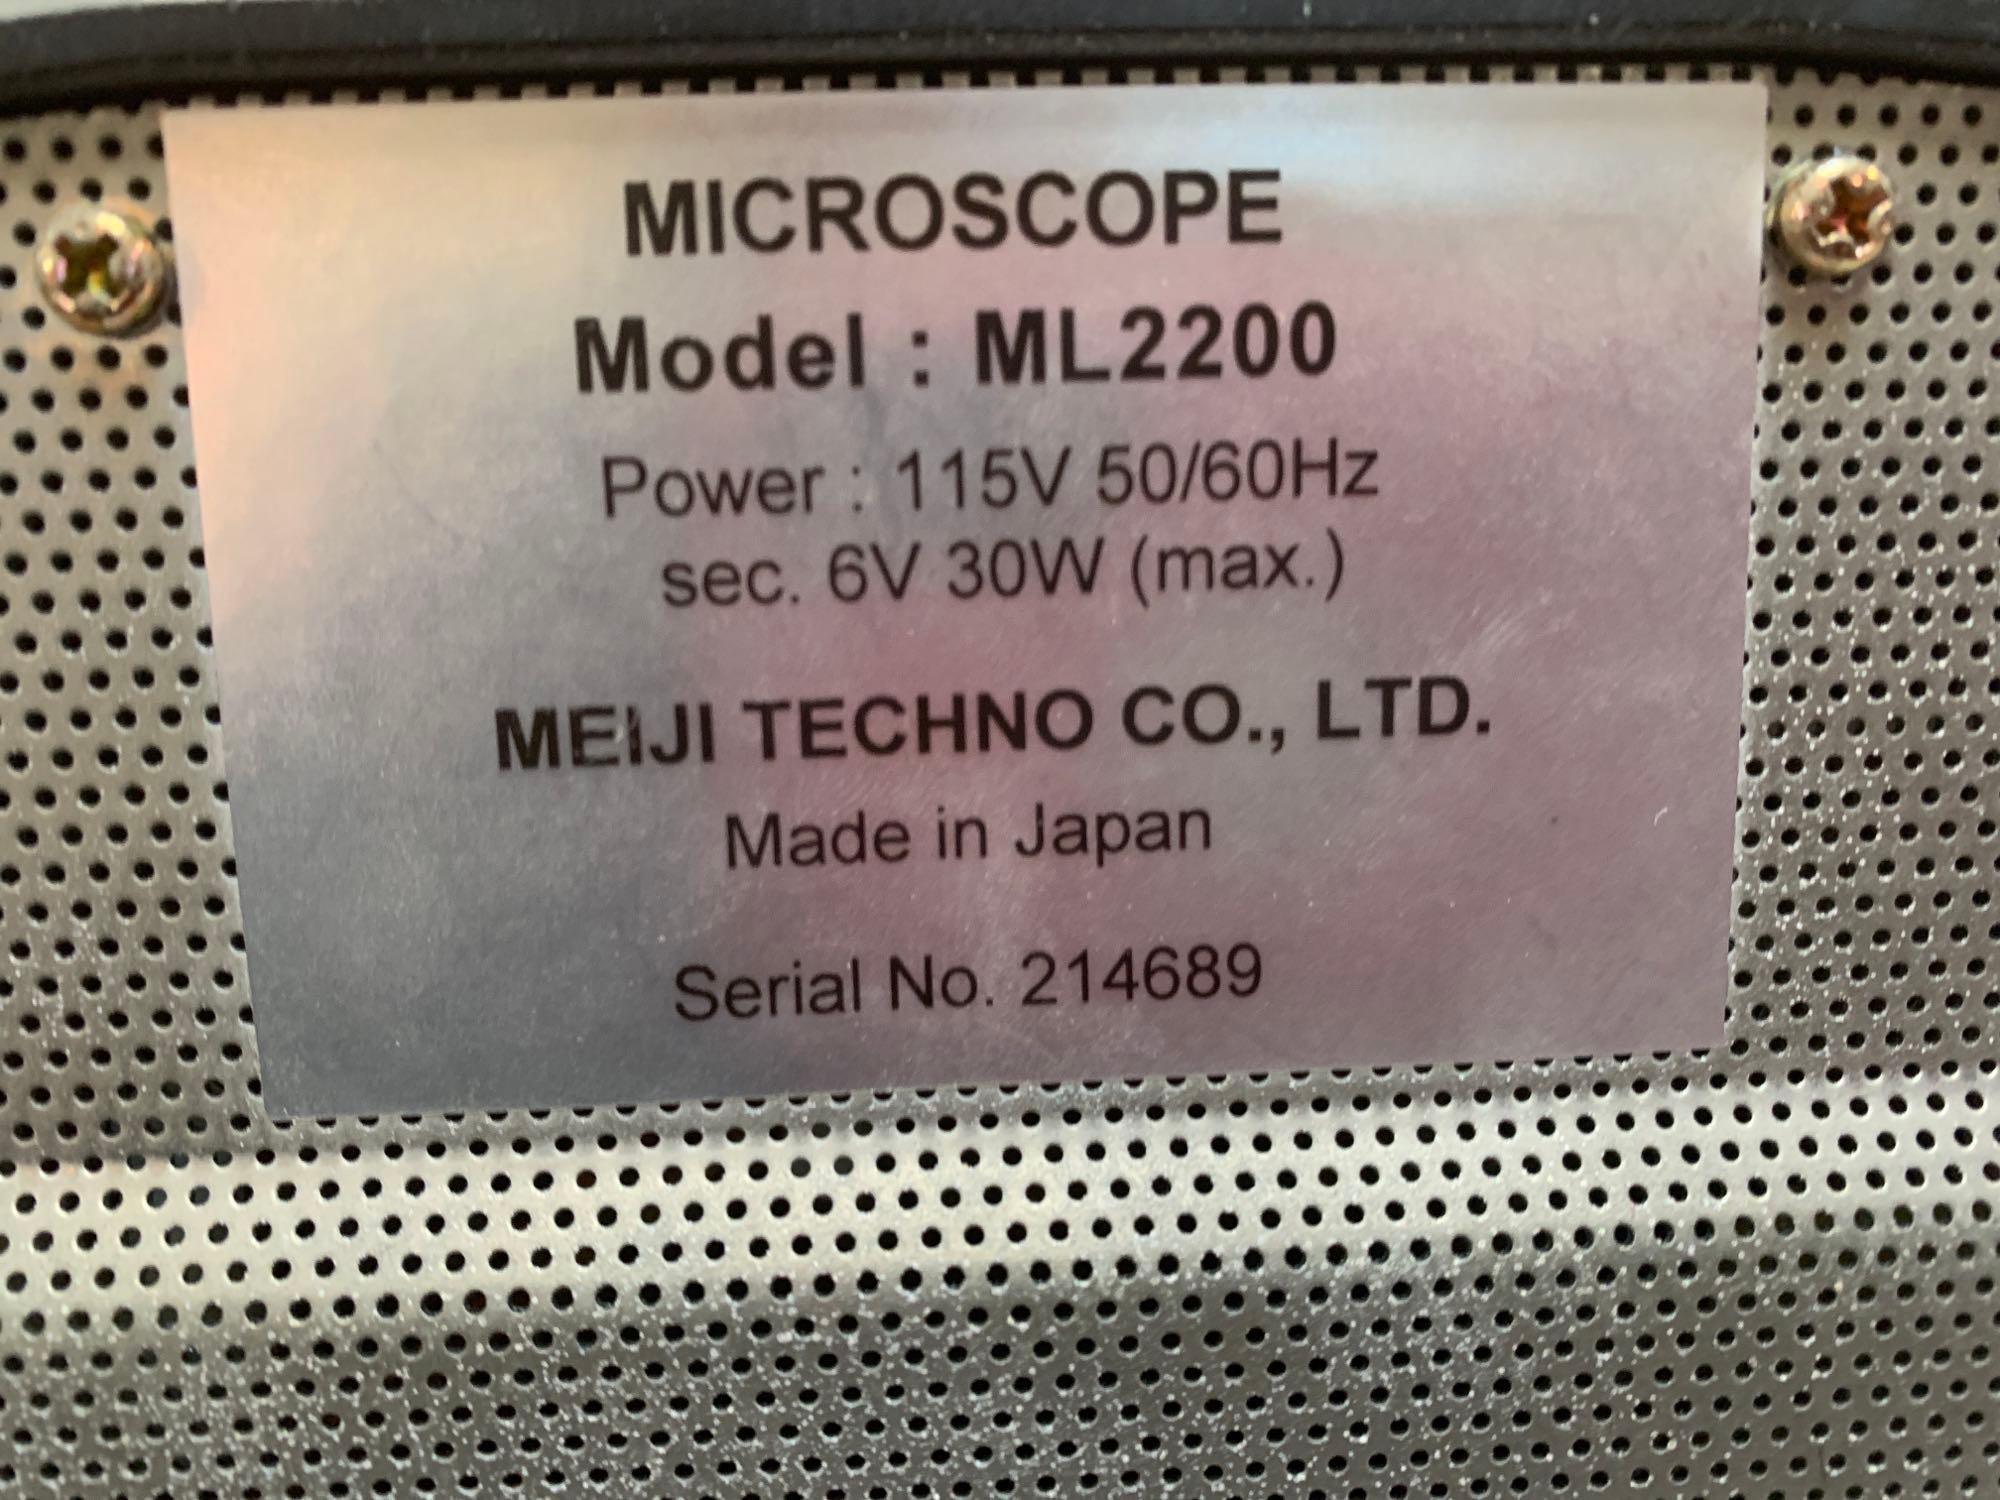 MICROSCOPE
Model : ML2200
Power : 115V 50/60Hz
sec. 6V 30W (max.)
MEIJI TECHNO CO., LTD.
Made in Japan
Serial No. 214689